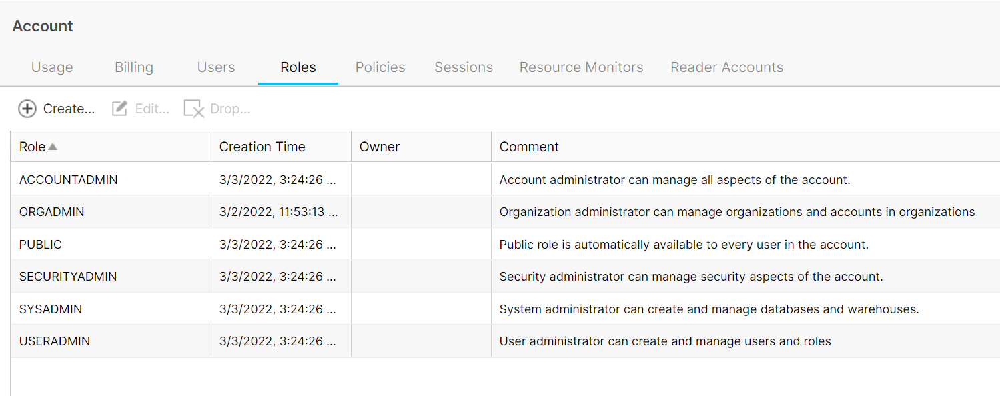 Account
Usage Billing Users Roles Policies Sessions Resource Monitors Reader Accounts
Create... Edit... Drop...
Role Creation Time Owner Comment
ACCOUNTADMIN 3/3/2022, 3:24:26 ... Account administrator can manage all aspects of the account.
ORGADMIN 3/2/2022, 11:53:13 ... Organization administrator can manage organizations and accounts in organizations
PUBLIC 3/3/2022, 3:24:26 ... Public role is automatically available to every user in the account.
SECURITYADMIN 3/3/2022, 3:24:26 ... Security administrator can manage security aspects of the account.
SYSADMIN 3/3/2022, 3:24:26 ... System administrator can create and manage databases and warehouses.
USERADMIN 3/3/2022, 3:24:26 ... User administrator can create and manage users and roles